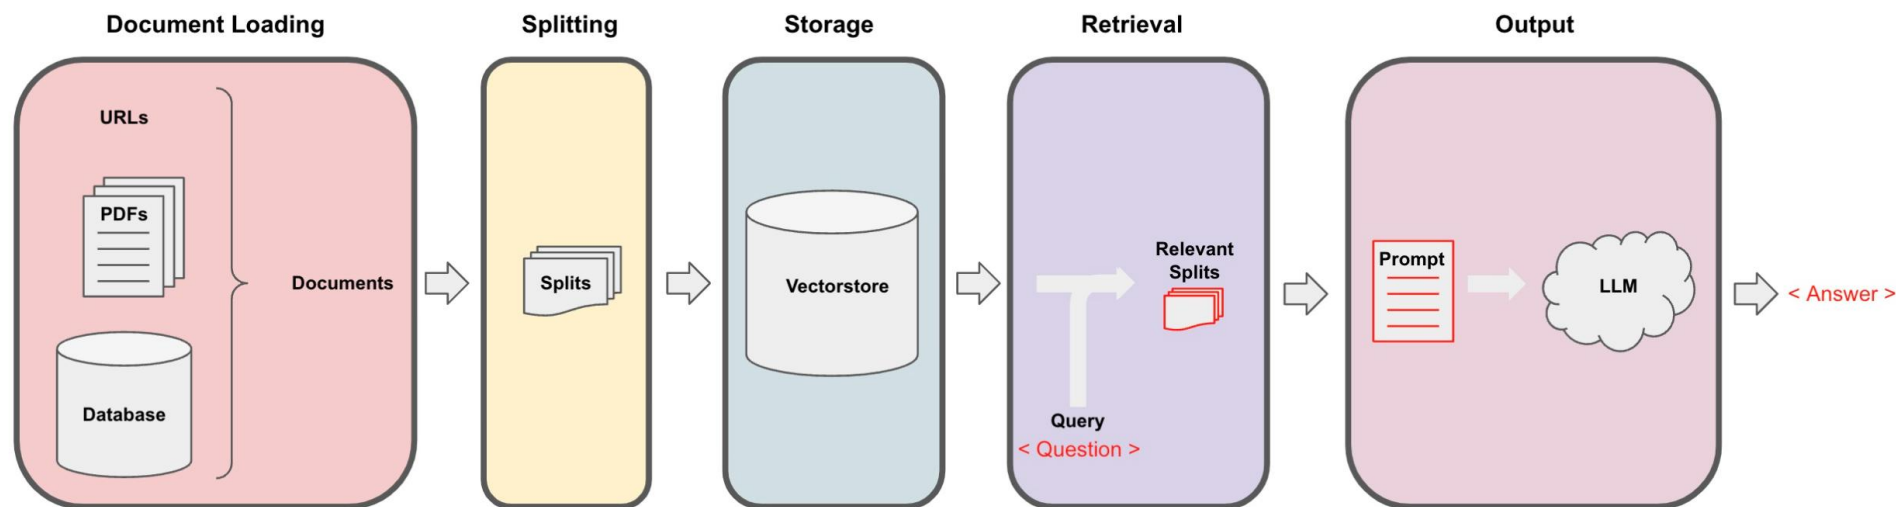 Document Loading
Splitting
Storage
Retrieval
Output
URLs
PDFs
Database
Documents
Splits
Vectorstore
Relevant
Splits
Query
< Question >
Prompt
LLM
< Answer >